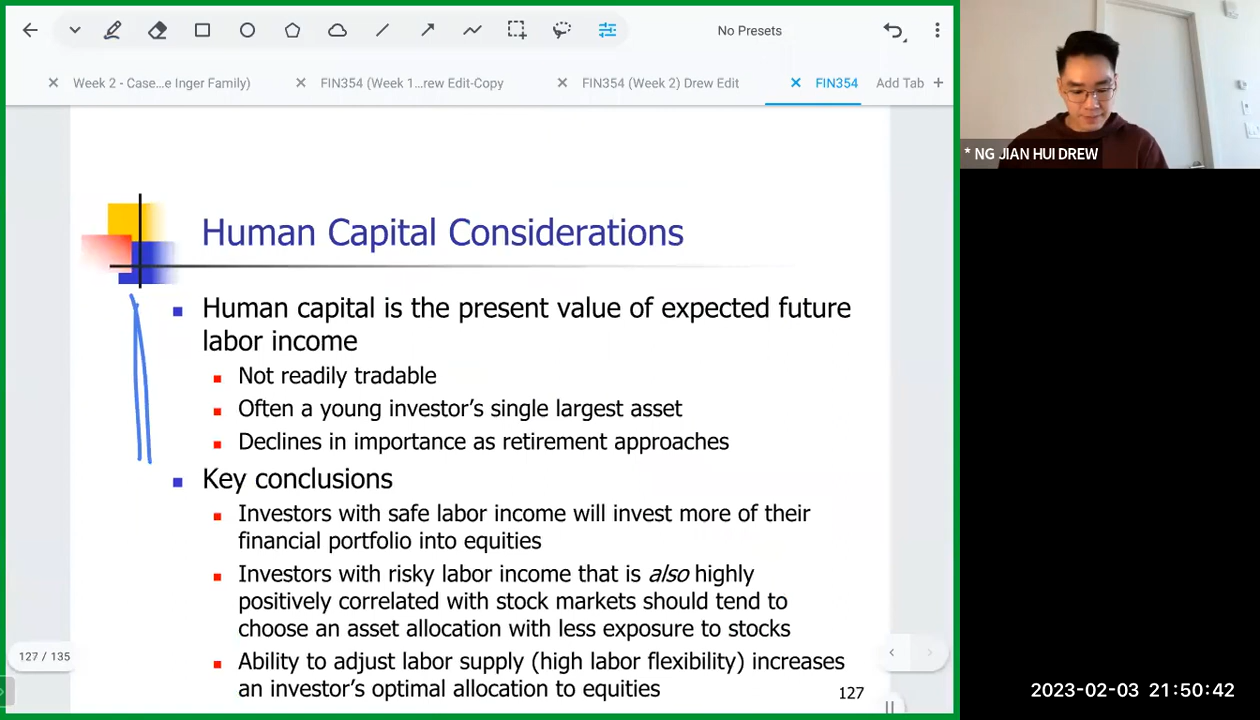 No Presets
Week 2 - Case...e Inger Family)
FIN354 (Week 1...rew Edit-Copy
FIN354 (Week 2) Drew Edit
FIN354
Add Tab +
* NG JIAN HUI DREW
Human Capital Considerations
Human capital is the present value of expected future
labor income
Not readily tradable
Often a young investor's single largest asset
Declines in importance as retirement approaches
Key conclusions
Investors with safe labor income will invest more of their
financial portfolio into equities
Investors with risky labor income that is also highly
positively correlated with stock markets should tend to
choose an asset allocation with less exposure to stocks
Ability to adjust labor supply (high labor flexibility) increases
an investor's optimal allocation to equities
127 / 135
127
2023-02-03 21:50:42